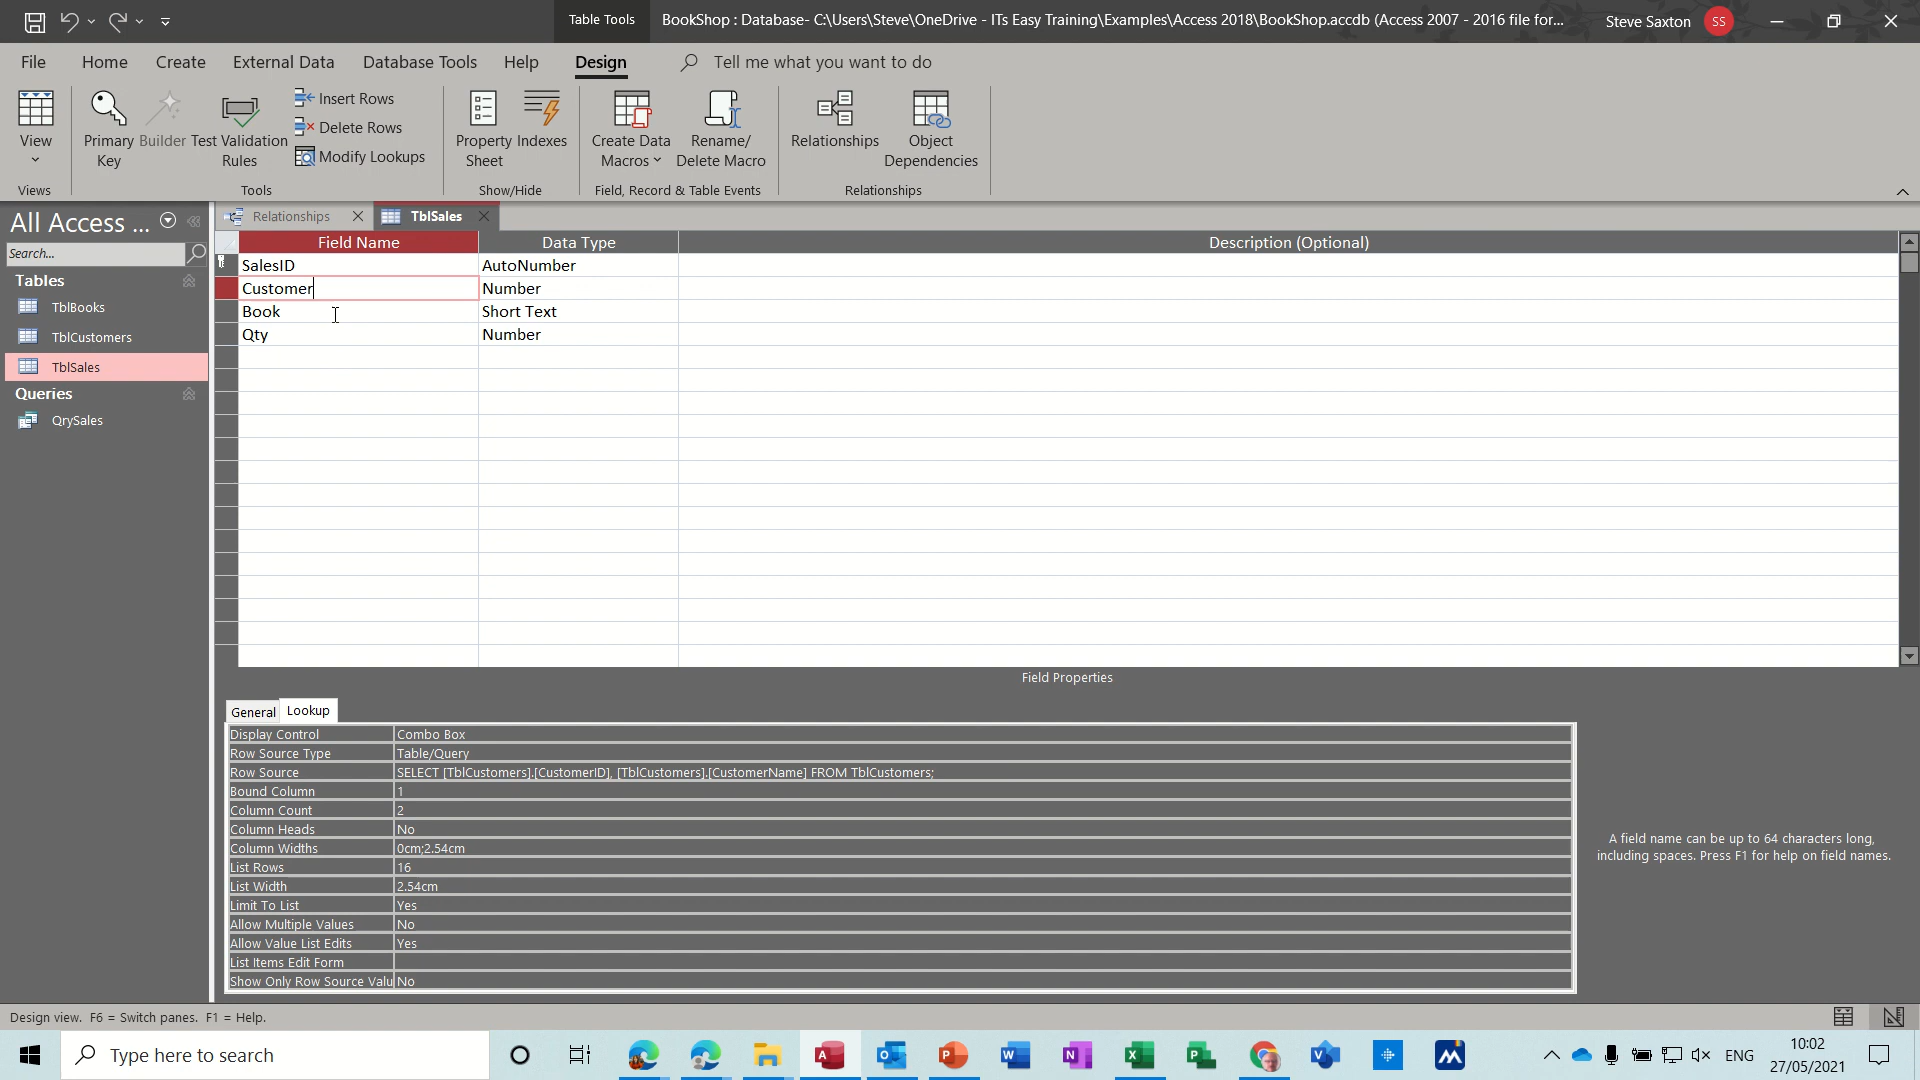 Table Tools
BookShop : Database- C:\Users\Steve\OneDrive - ITs Easy Training\Examples\Access 2018\BookShop.accdb (Access 2007 - 2016 file for...
Steve Saxton
SS
File
Home
Create
External Data
Database Tools
Help
Design
Tell me what you want to do
View
Primary Key
Builder
Test Validation Rules
Insert Rows
Delete Rows
Modify Lookups
Property Sheet
Indexes
Create Data Macros
Rename/ Delete Macro
Relationships
Object Dependencies
Views
Tools
Show/Hide
Field, Record & Table Events
Relationships
All Access ...
Search...
Tables
TblBooks
TblCustomers
TblSales
Queries
QrySales
Relationships
TblSales
Field Name
Data Type
Description (Optional)
SalesID
AutoNumber
Customer
Number
Book
Short Text
Qty
Number
Field Properties
General
Lookup
Display Control
Combo Box
Row Source Type
Table/Query
Row Source
SELECT [TblCustomers].[CustomerID], [TblCustomers].[CustomerName] FROM TblCustomers;
Bound Column
1
Column Count
2
Column Heads
No
Column Widths
0cm;2.54cm
List Rows
16
List Width
2.54cm
Limit To List
Yes
Allow Multiple Values
No
Allow Value List Edits
Yes
List Items Edit Form
Show Only Row Source Valu
No
A field name can be up to 64 characters long,
including spaces. Press F1 for help on field names.
Design view. F6 = Switch panes. F1 = Help.
Type here to search
ENG
10:02
27/05/2021